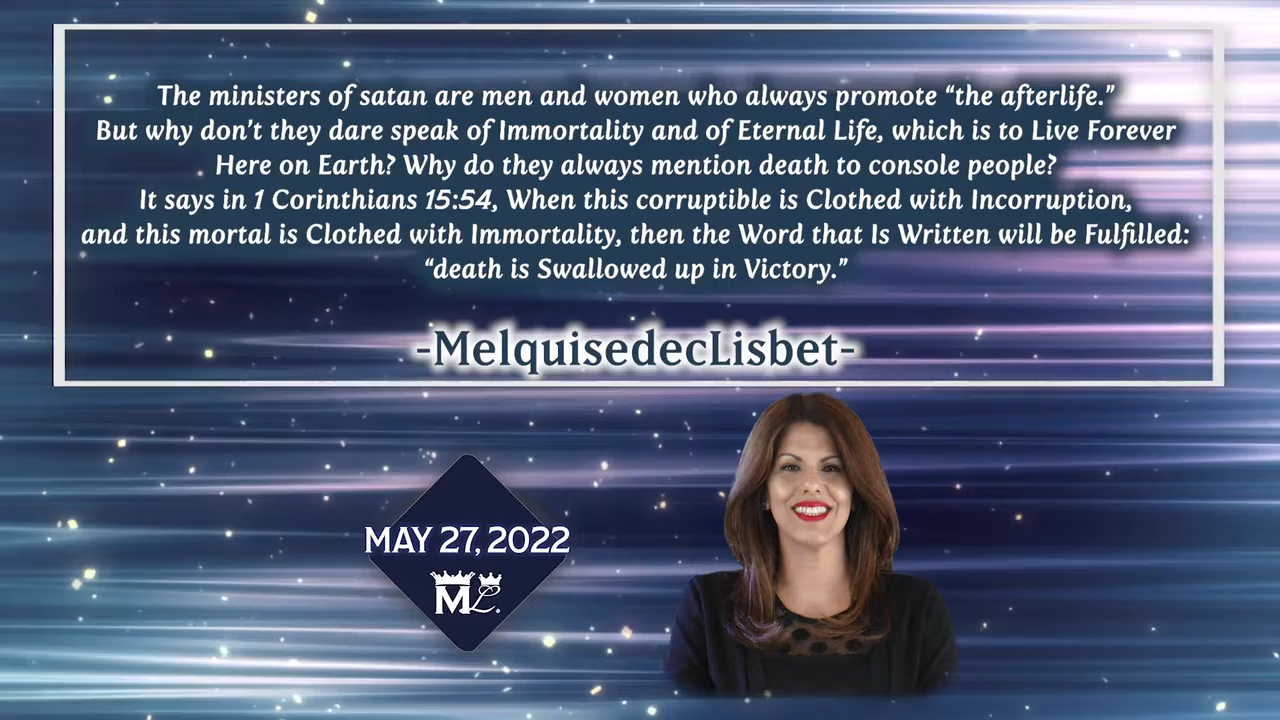 The ministers of satan are men and women who always promote “the afterlife.”
But why don’t they dare speak of Immortality and of Eternal Life, which is to Live Forever
Here on Earth? Why do they always mention death to console people?
It says in 1 Corinthians 15:54, When this corruptible is Clothed with Incorruption,
and this mortal is Clothed with Immortality, then the Word that Is Written will be Fulfilled:
“death is Swallowed up in Victory.”
-MelquisedecLisbet-
MAY 27, 2022
ML.